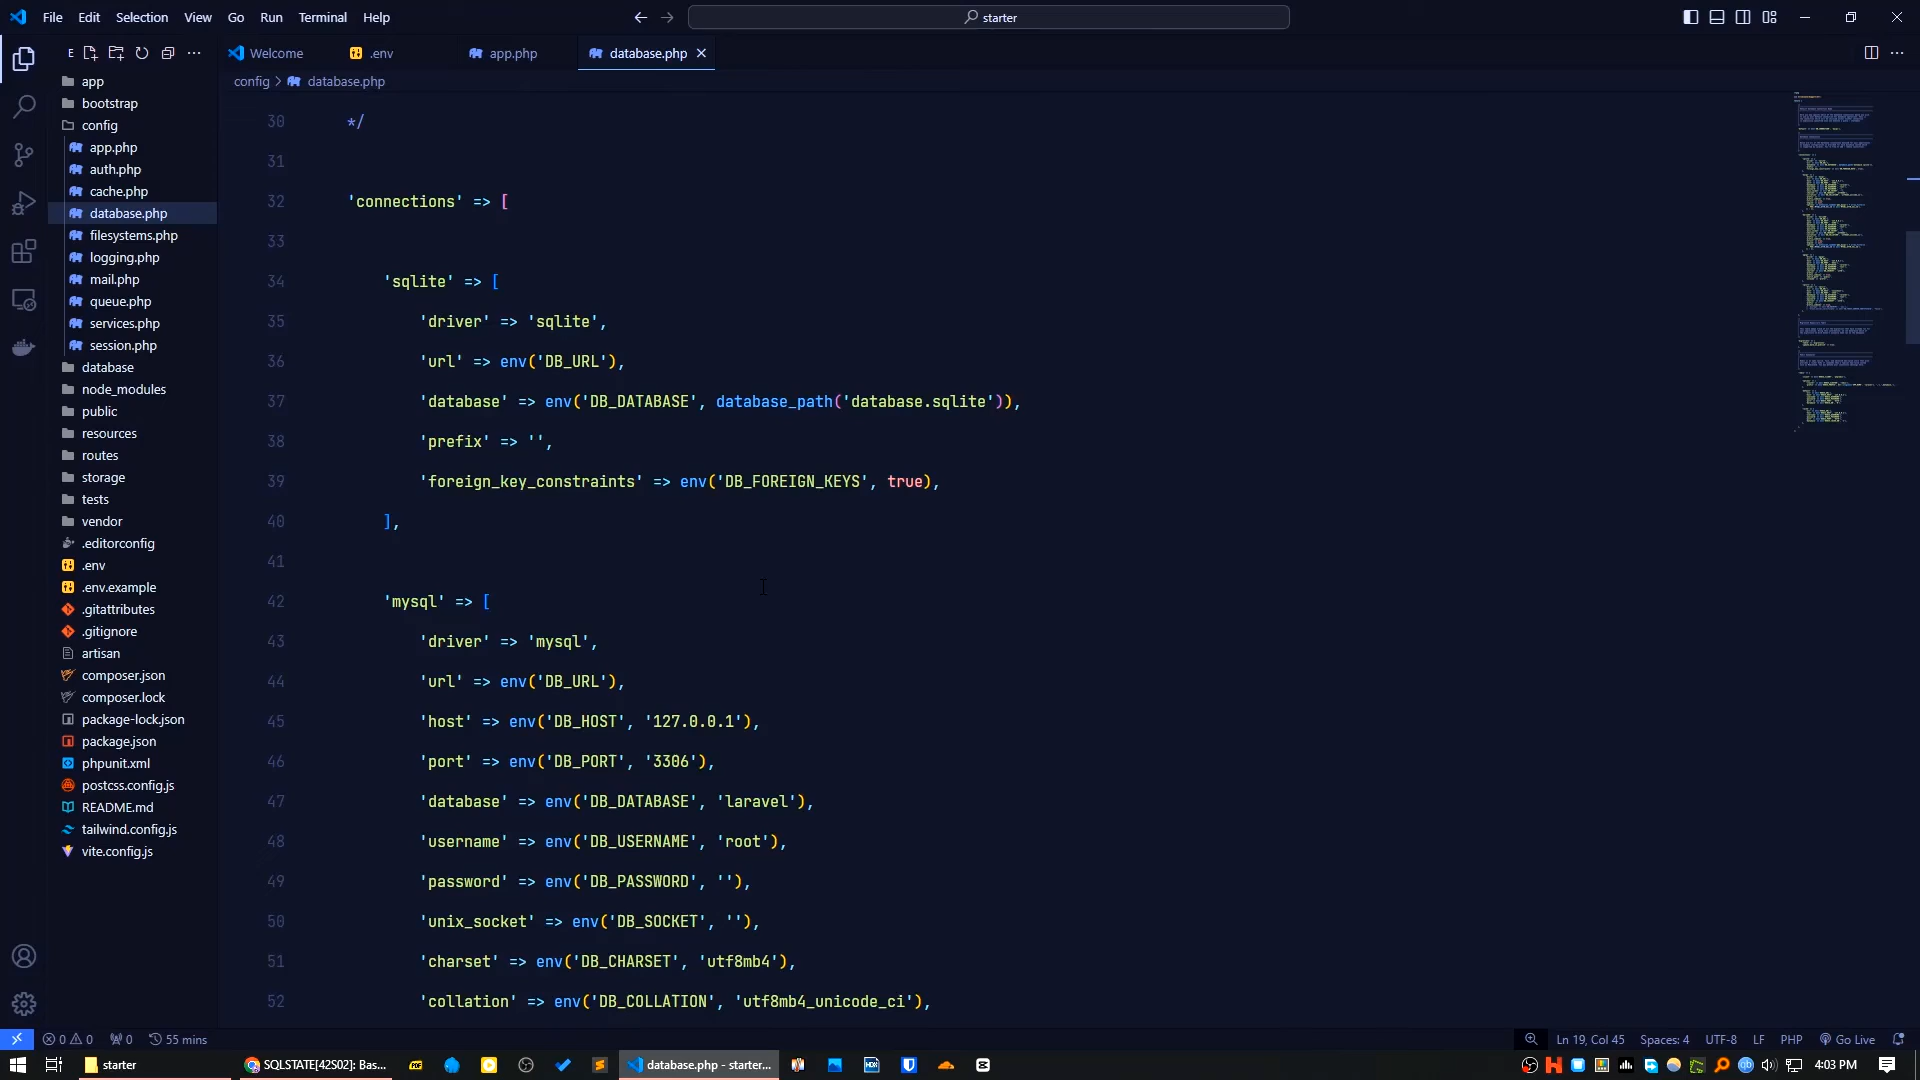 File Edit Selection View Go Run Terminal Help
starter
E
Welcome
.env
app.php
database.php
config > database.php
app
bootstrap
config
app.php
auth.php
cache.php
database.php
filesystems.php
logging.php
mail.php
queue.php
services.php
session.php
database
node_modules
public
resources
routes
storage
tests
vendor
.editorconfig
.env
.env.example
.gitattributes
.gitignore
artisan
composer.json
composer.lock
package-lock.json
package.json
phpunit.xml
postcss.config.js
README.md
tailwind.config.js
vite.config.js
30 */
31
32 'connections' => [
33
34 'sqlite' => [
35 'driver' => 'sqlite',
36 'url' => env('DB_URL'),
37 'database' => env('DB_DATABASE', database_path('database.sqlite')),
38 'prefix' => '',
39 'foreign_key_constraints' => env('DB_FOREIGN_KEYS', true),
40 ],
41
42 'mysql' => [
43 'driver' => 'mysql',
44 'url' => env('DB_URL'),
45 'host' => env('DB_HOST', '127.0.0.1'),
46 'port' => env('DB_PORT', '3306'),
47 'database' => env('DB_DATABASE', 'laravel'),
48 'username' => env('DB_USERNAME', 'root'),
49 'password' => env('DB_PASSWORD', ''),
50 'unix_socket' => env('DB_SOCKET', ''),
51 'charset' => env('DB_CHARSET', 'utf8mb4'),
52 'collation' => env('DB_COLLATION', 'utf8mb4_unicode_ci'),
0 0 0 55 mins
Ln 19, Col 45 Spaces: 4 UTF-8 LF PHP Go Live
starter
SQLSTATE[42S02]: Bas...
database.php - starter...
4:03 PM